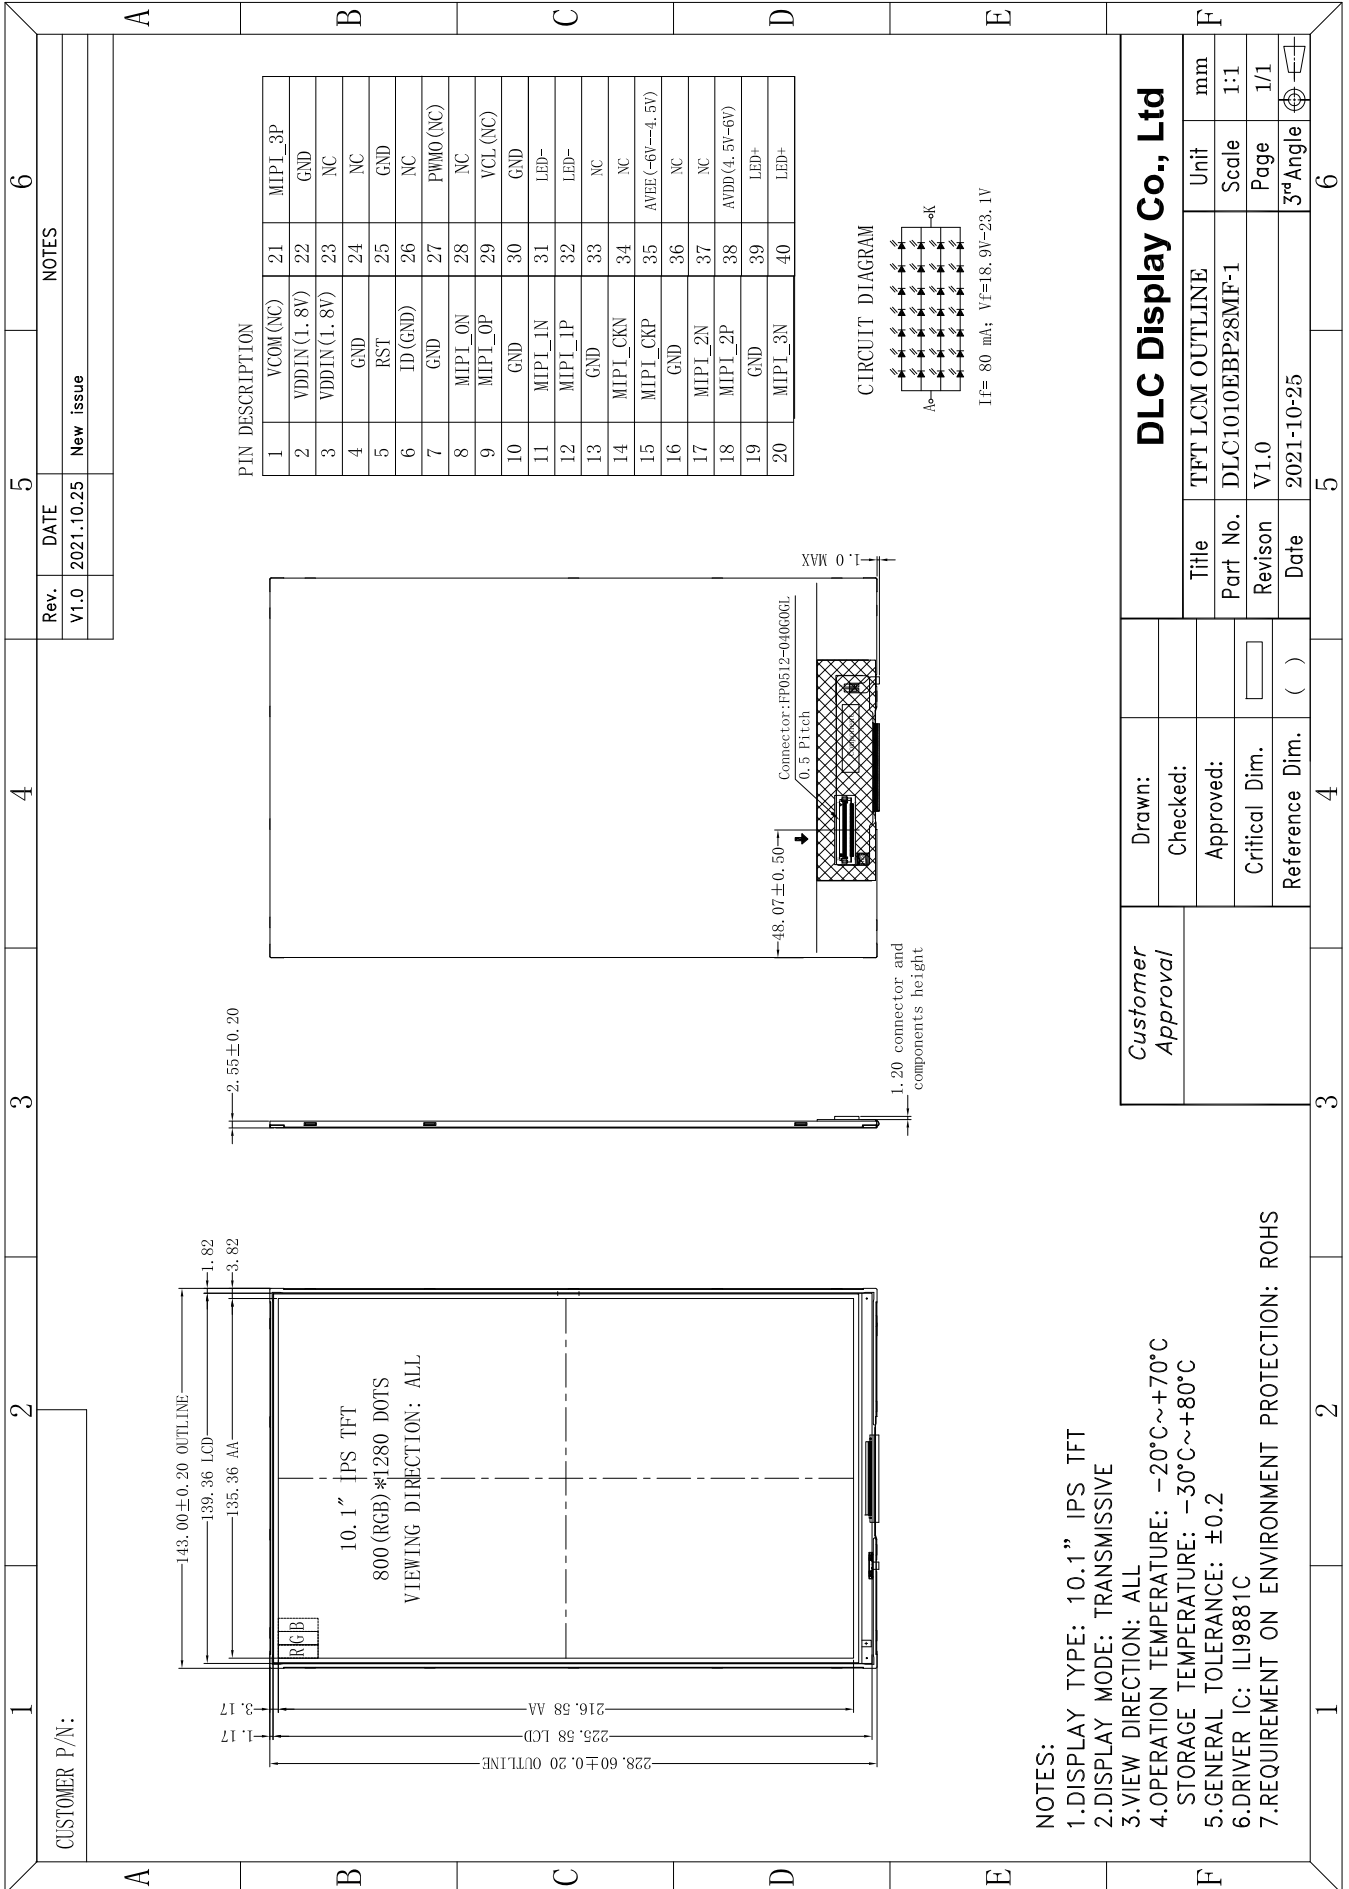 1 2 3 4 5 6
A
B
C
D
E
F
CUSTOMER P/N:
Rev. DATE NOTES
V1.0 2021.10.25 New issue
143.00±0.20 OUTLINE
139.36 LCD
135.36 AA
1.82
3.82
3.17
1.17
216.58 AA
225.58 LCD
228.60±0.20 OUTLINE
RGB
10.1″ IPS TFT
800(RGB)*1280 DOTS
VIEWING DIRECTION: ALL
2.55±0.20
1.20 connector and
components height
48.07±0.50
Connector:FP0512-040G0GL
0.5 Pitch
1.0 MAX
PIN DESCRIPTION
1 VCOM(NC) 21 MIPI_3P
2 VDDIN(1.8V) 22 GND
3 VDDIN(1.8V) 23 NC
4 GND 24 NC
5 RST 25 GND
6 ID(GND) 26 NC
7 GND 27 PWMO(NC)
8 MIPI_0N 28 NC
9 MIPI_0P 29 VCL(NC)
10 GND 30 GND
11 MIPI_1N 31 LED-
12 MIPI_1P 32 LED-
13 GND 33 NC
14 MIPI_CKN 34 NC
15 MIPI_CKP 35 AVEE(-6V--4.5V)
16 GND 36 NC
17 MIPI_2N 37 NC
18 MIPI_2P 38 AVDD(4.5V-6V)
19 GND 39 LED+
20 MIPI_3N 40 LED+
CIRCUIT DIAGRAM
A K
If= 80 mA; Vf=18.9V-23.1V
NOTES:
1.DISPLAY TYPE: 10.1” IPS TFT
2.DISPLAY MODE: TRANSMISSIVE
3.VIEW DIRECTION: ALL
4.OPERATION TEMPERATURE: -20°C~+70°C
STORAGE TEMPERATURE: -30°C~+80°C
5.GENERAL TOLERANCE: ±0.2
6.DRIVER IC: ILI9881C
7.REQUIREMENT ON ENVIRONMENT PROTECTION: ROHS
Customer
Approval
Drawn:
Checked:
Approved:
Critical Dim.
Reference Dim. ( )
DLC Display Co., Ltd
Title TFT LCM OUTLINE Unit mm
Part No. DLC1010EBP28MF-1 Scale 1:1
Revison V1.0 Page 1/1
Date 2021-10-25 3rd Angle
1 2 3 4 5 6
A
B
C
D
E
F